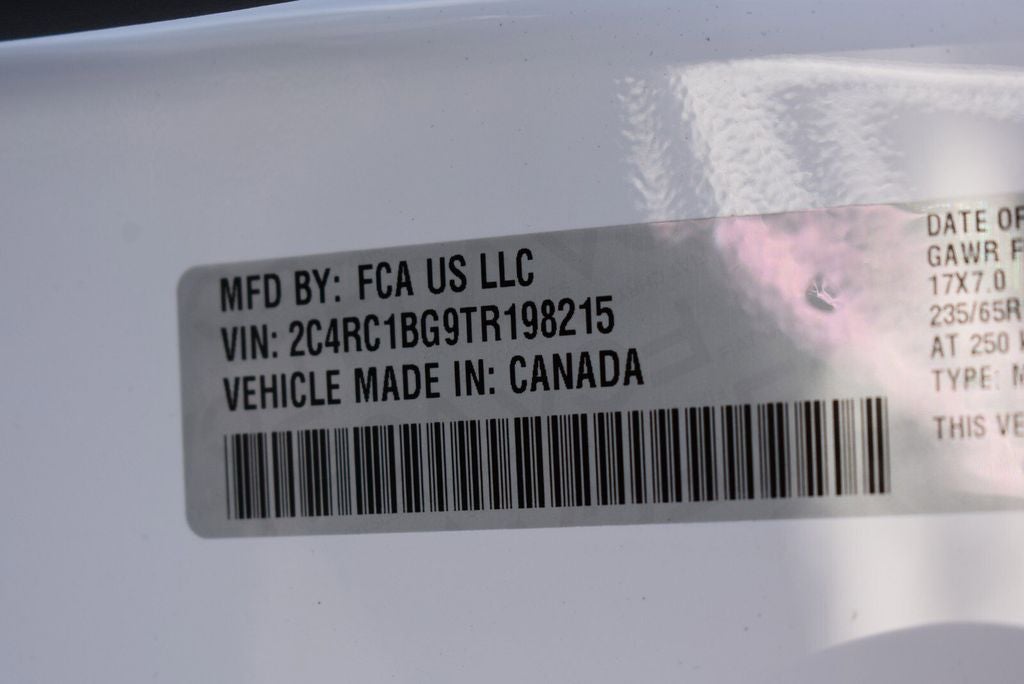 MFD BY: FCA US LLC
VIN: 2C4RC1BG9TR198215
VEHICLE MADE IN: CANADA
DATE OF
GAWR F
17X7.0
235/65R
AT 250
TYPE: M
THIS VE